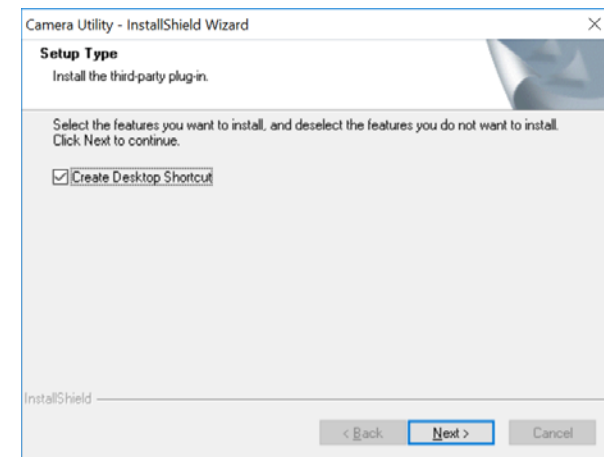 Camera Utility - InstallShield Wizard
Setup Type
Install the third-party plug-in.
Select the features you want to install, and deselect the features you do not want to install.
Click Next to continue.
Create Desktop Shortcut
InstallShield
< Back
Next >
Cancel